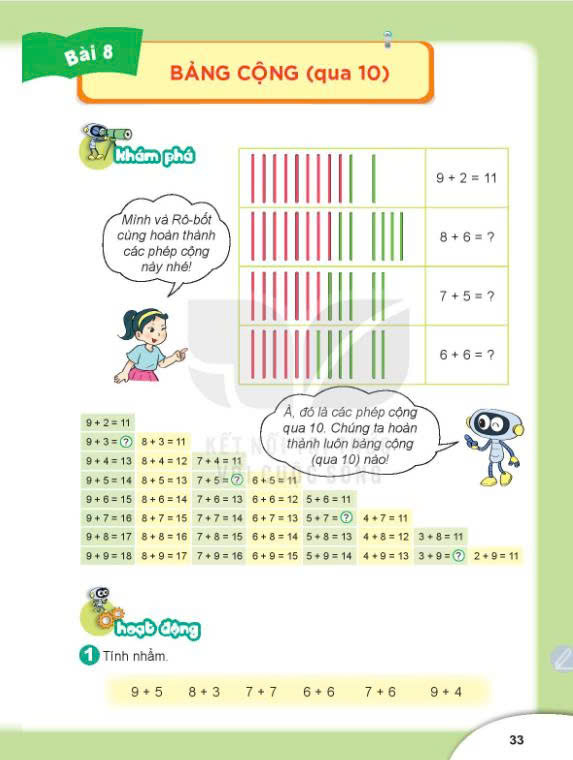 Bài 8
BẢNG CỘNG (qua 10)
khám phá
9 + 2 = 11
8 + 6 = ?
7 + 5 = ?
6 + 6 = ?
Mình và Rô-bốt
cùng hoàn thành
các phép cộng
này nhé!
À, đó là các phép cộng
qua 10. Chúng ta hoàn
thành luôn bảng cộng
(qua 10) nào!
KẾT NỐI TRI THỨC
VỚI CUỘC SỐNG
9 + 2 = 11
9 + 3 = ? 8 + 3 = 11
9 + 4 = 13 8 + 4 = 12 7 + 4 = 11
9 + 5 = 14 8 + 5 = 13 7 + 5 = ? 6 + 5 = 11
9 + 6 = 15 8 + 6 = 14 7 + 6 = 13 6 + 6 = 12 5 + 6 = 11
9 + 7 = 16 8 + 7 = 15 7 + 7 = 14 6 + 7 = 13 5 + 7 = ? 4 + 7 = 11
9 + 8 = 17 8 + 8 = 16 7 + 8 = 15 6 + 8 = 14 5 + 8 = 13 4 + 8 = 12 3 + 8 = 11
9 + 9 = 18 8 + 9 = 17 7 + 9 = 16 6 + 9 = 15 5 + 9 = 14 4 + 9 = 13 3 + 9 = ? 2 + 9 = 11
hoạt động
1 Tính nhẩm.
9 + 5 8 + 3 7 + 7 6 + 6 7 + 6 9 + 4
33